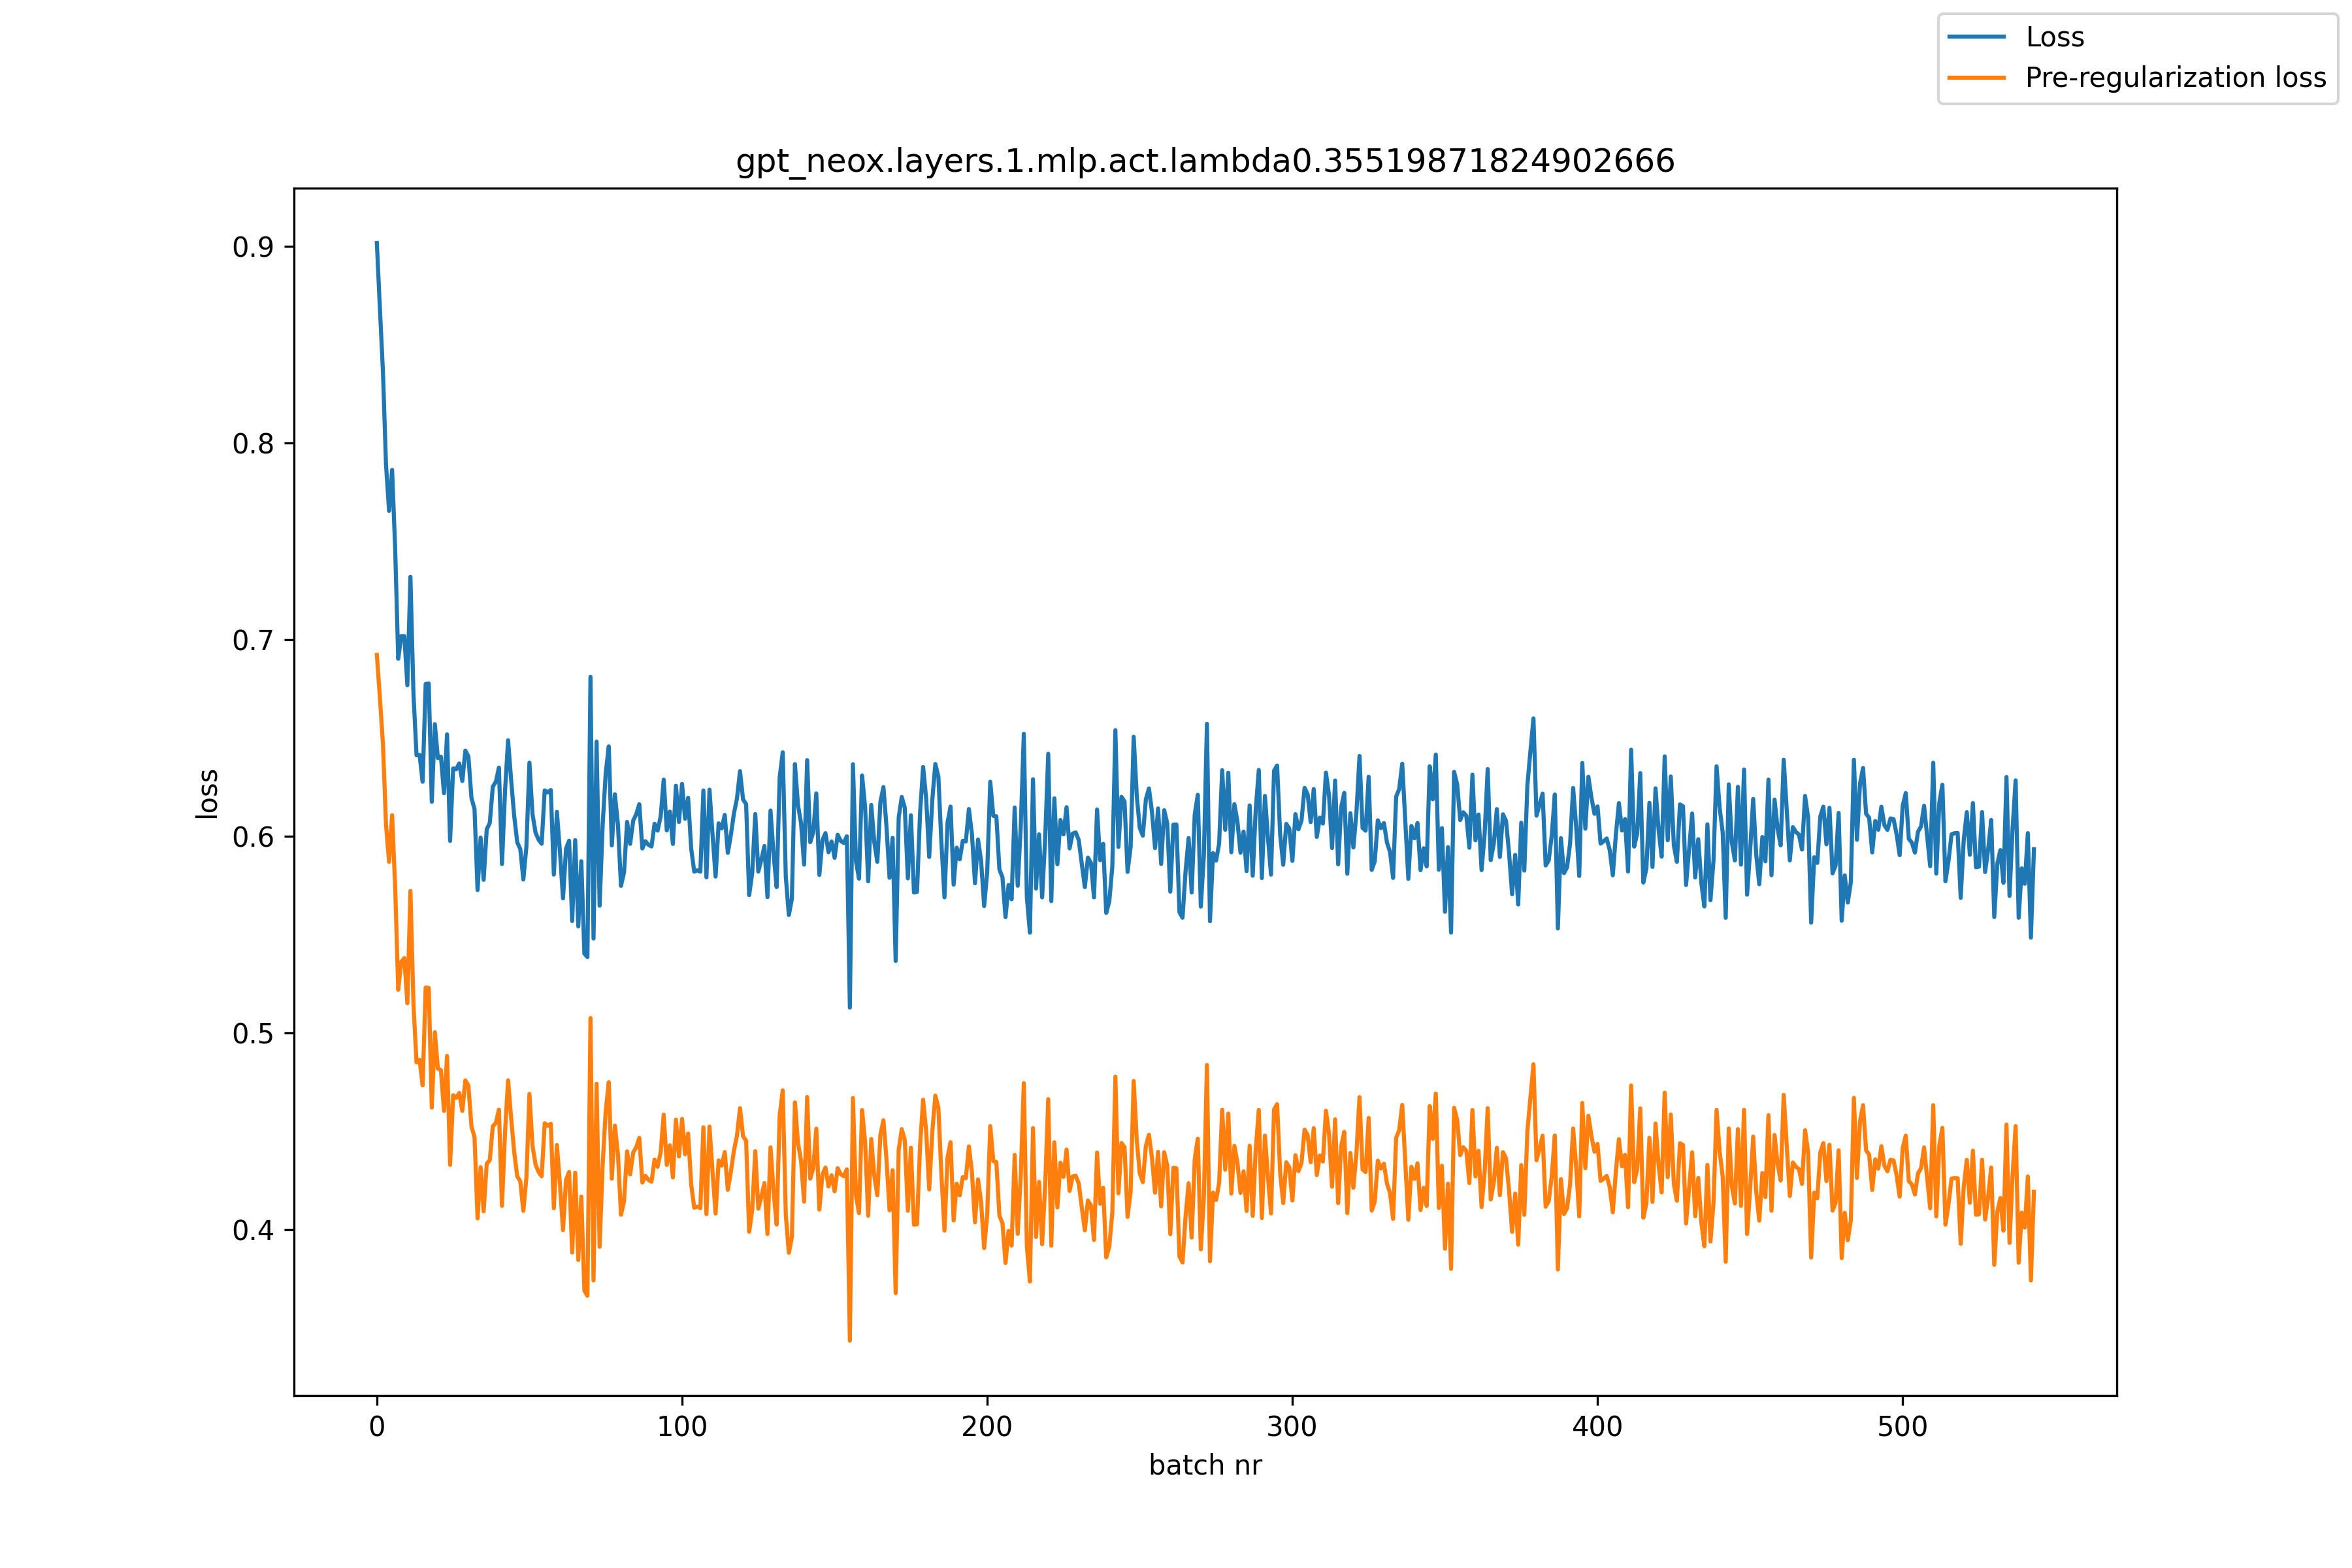 Loss
Pre-regularization loss
gpt_neox.layers.1.mlp.act.lambda0.35519871824902666
0.9
0.8
0.7
0.6
0.5
0.4
loss
0 100 200 300 400 500
batch nr